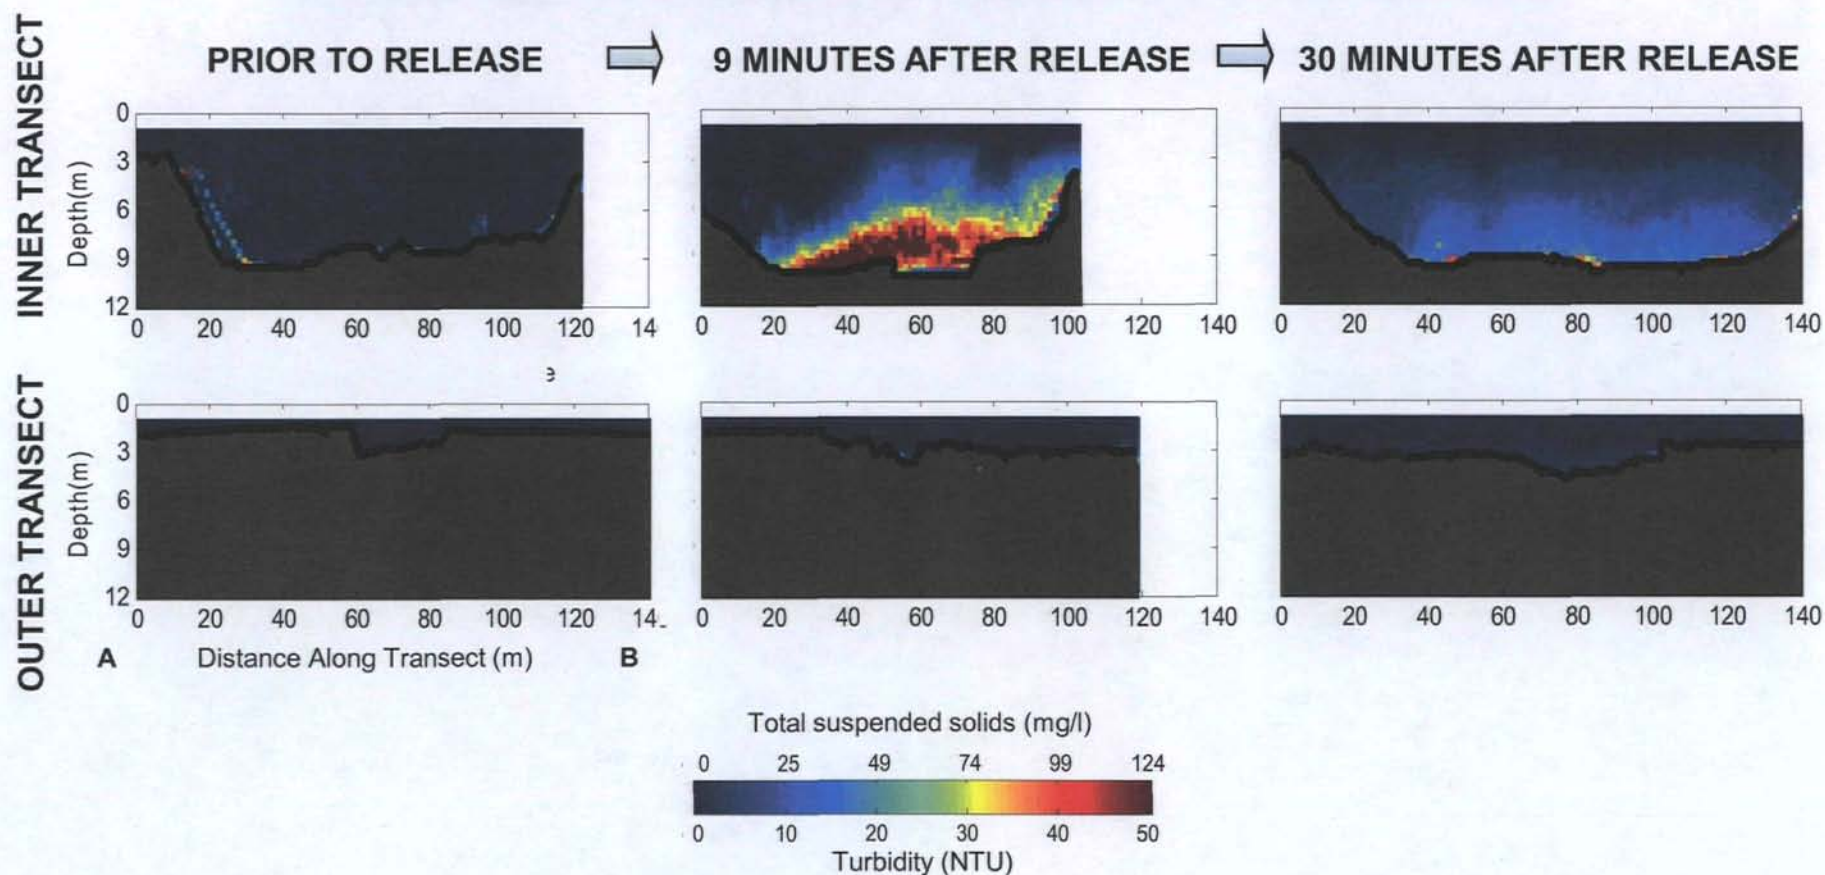 PRIOR TO RELEASE 9 MINUTES AFTER RELEASE 30 MINUTES AFTER RELEASE
INNER TRANSECT
Depth(m)
0
3
6
9
12
0 20 40 60 80 100 120 14
0 20 40 60 80 100 120 140
0 20 40 60 80 100 120 140
OUTER TRANSECT
Depth(m)
0
3
6
9
12
0 20 40 60 80 100 120 14
0 20 40 60 80 100 120 140
0 20 40 60 80 100 120 140
A Distance Along Transect (m) B
Total suspended solids (mg/l)
0 25 49 74 99 124
0 10 20 30 40 50
Turbidity (NTU)